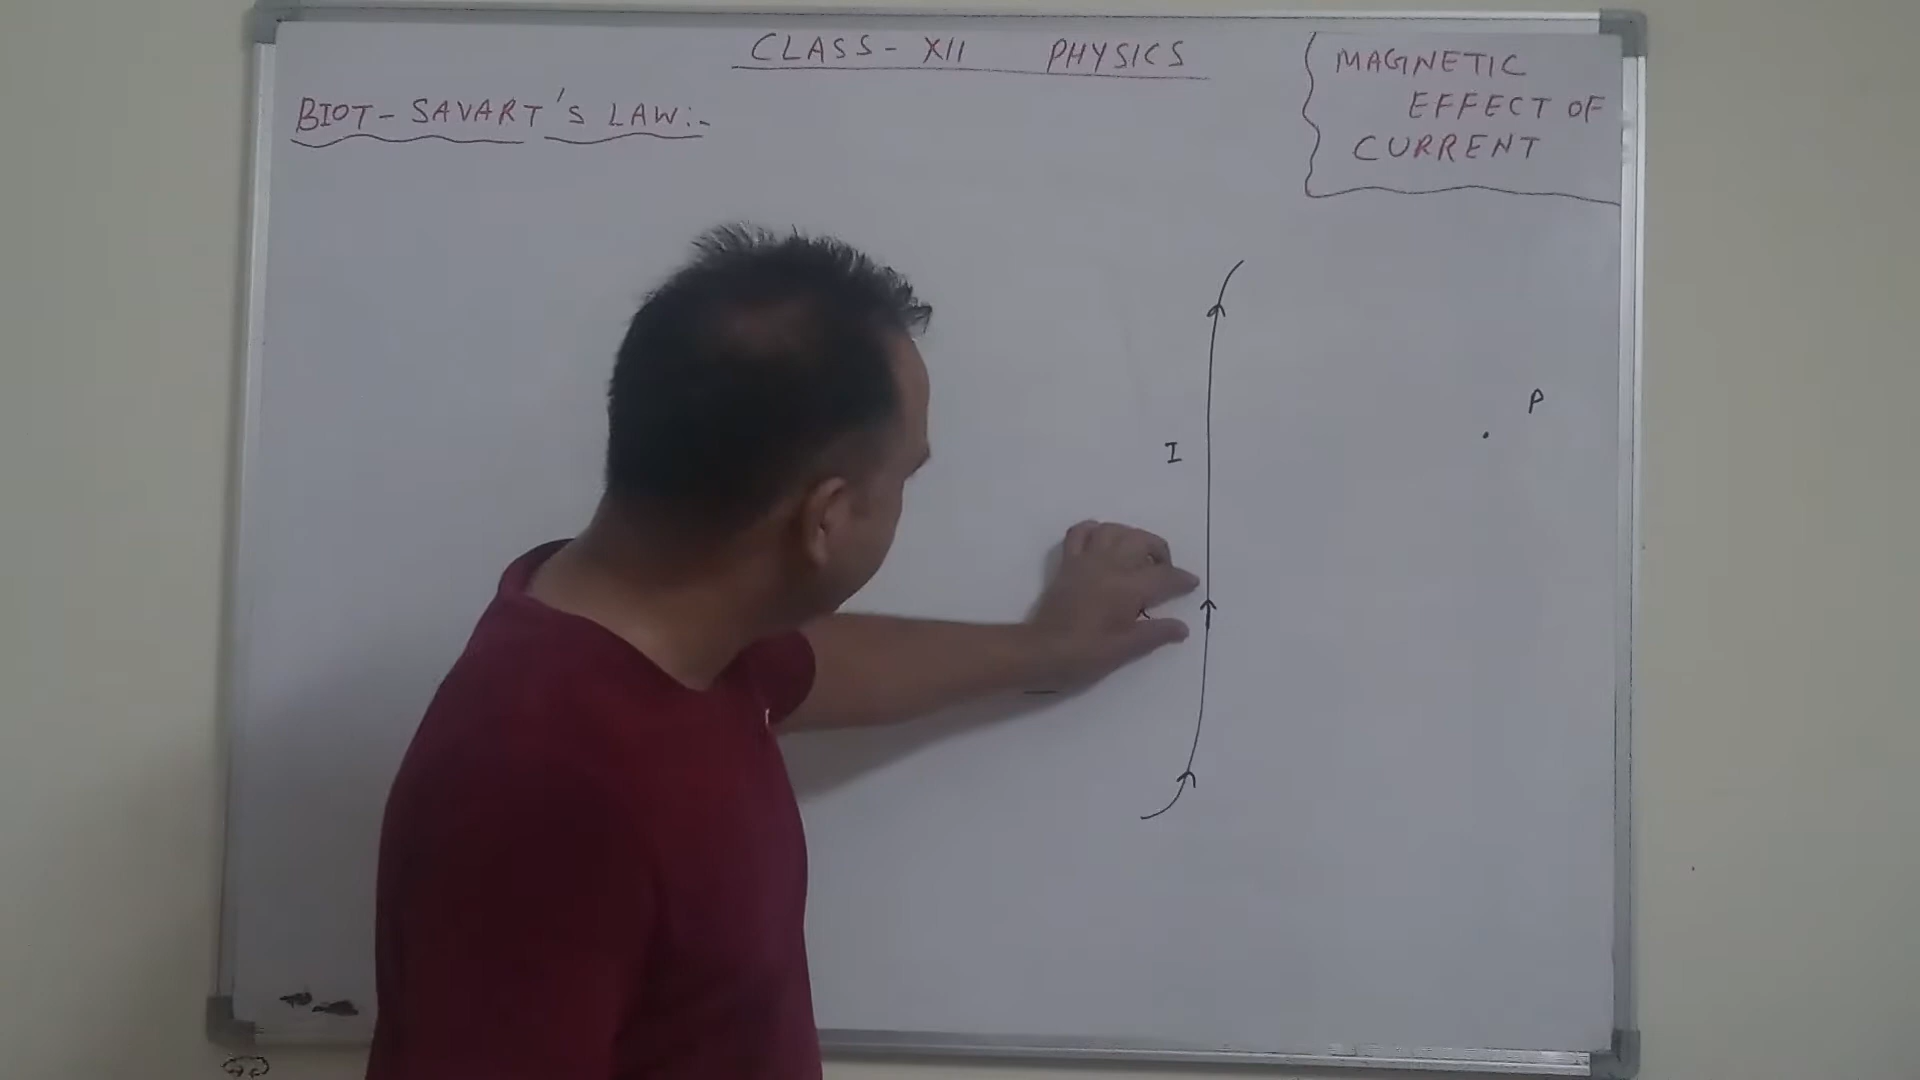 CLASS - XII PHYSICS
MAGNETIC
EFFECT OF
CURRENT
BIOT - SAVART'S LAW:-
P
I